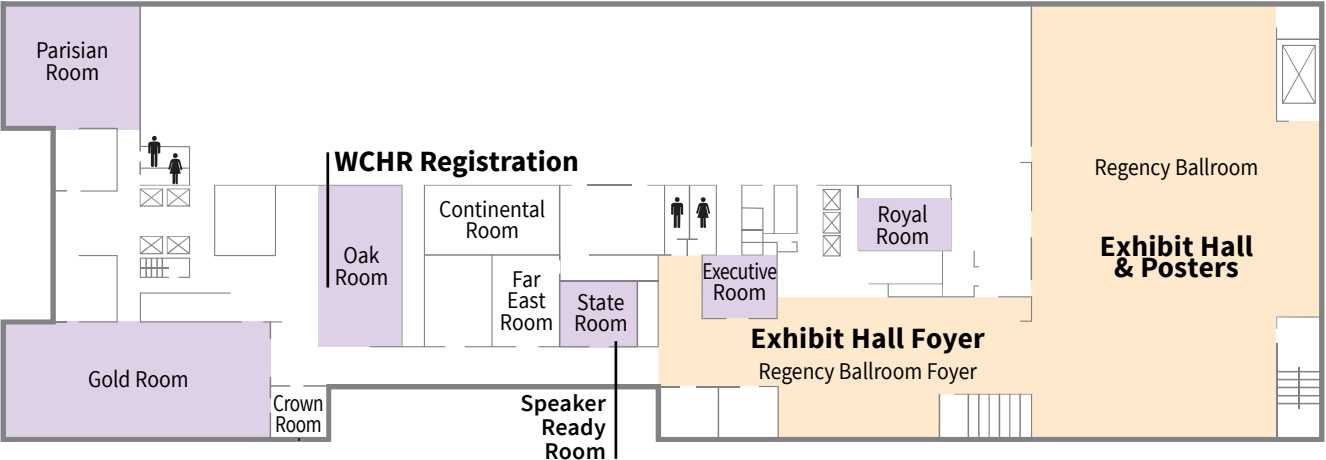 Parisian
Room
WCHR Registration
Continental
Room
Oak
Room
Far
East
Room
State
Room
Executive
Room
Royal
Room
Regency Ballroom
Exhibit Hall
& Posters
Exhibit Hall Foyer
Regency Ballroom Foyer
Gold Room
Crown
Room
Speaker
Ready
Room